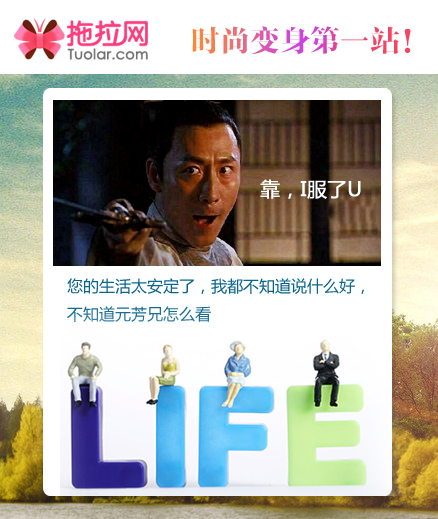 拖拉网
Tuolar.com
时尚变身第一站!
靠，I服了U
您的生活太安定了，我都不知道说什么好，
不知道元芳兄怎么看
LIFE